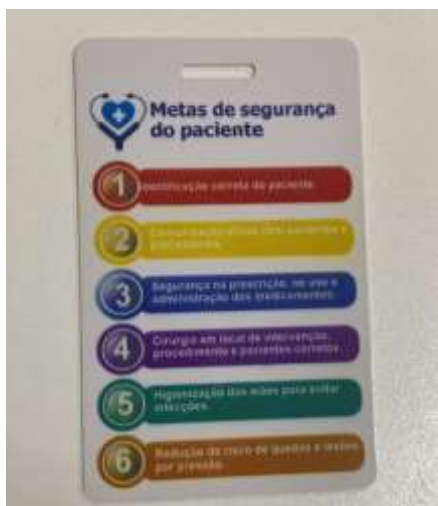 Metas de segurança
do paciente
1
Identificação correta do paciente.
2
Comunicação eficaz com pacientes e
profissionais.
3
Segurança na prescrição, no uso e
administração dos medicamentos.
4
Cirurgia em local de intervenção,
procedimento e pacientes corretos.
5
Higienização das mãos para evitar
infecções.
6
Redução do risco de quedas e lesões
por pressão.